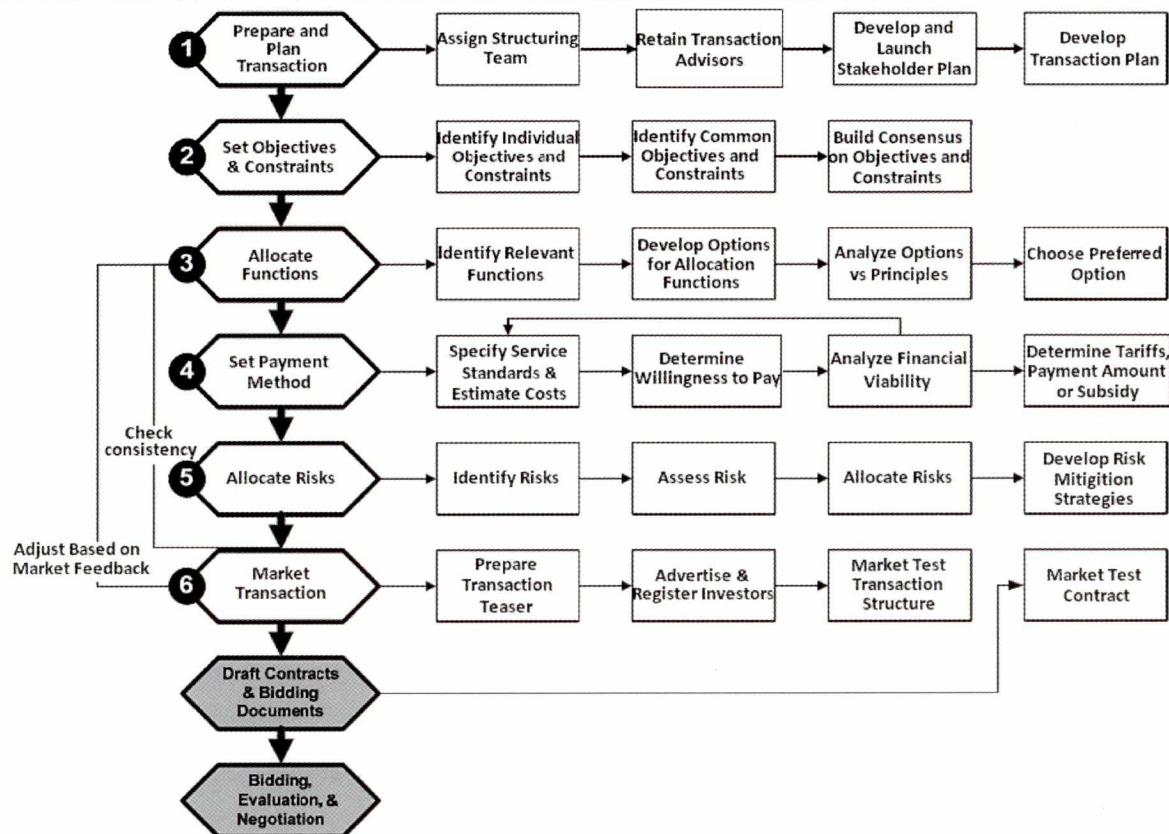 1
Prepare and
Plan
Transaction
Assign Structuring
Team
Retain Transaction
Advisors
Develop and
Launch
Stakeholder Plan
Develop
Transaction Plan
2
Set Objectives
& Constraints
Identify Individual
Objectives and
Constraints
Identify Common
Objectives and
Constraints
Build Consensus
on Objectives and
Constraints
3
Allocate
Functions
Identify Relevant
Functions
Develop Options
for Allocation
Functions
Analyze Options
vs Principles
Choose Preferred
Option
4
Set Payment
Method
Specify Service
Standards &
Estimate Costs
Determine
Willingness to Pay
Analyze Financial
Viability
Determine Tariffs,
Payment Amount
or Subsidy
Check
consistency
5
Allocate Risks
Identify Risks
Assess Risk
Allocate Risks
Develop Risk
Mitigition
Strategies
Adjust Based on
Market Feedback
6
Market
Transaction
Prepare
Transaction
Teaser
Advertise &
Register Investors
Market Test
Transaction
Structure
Market Test
Contract
Draft Contracts
& Bidding
Documents
Bidding,
Evaluation, &
Negotiation